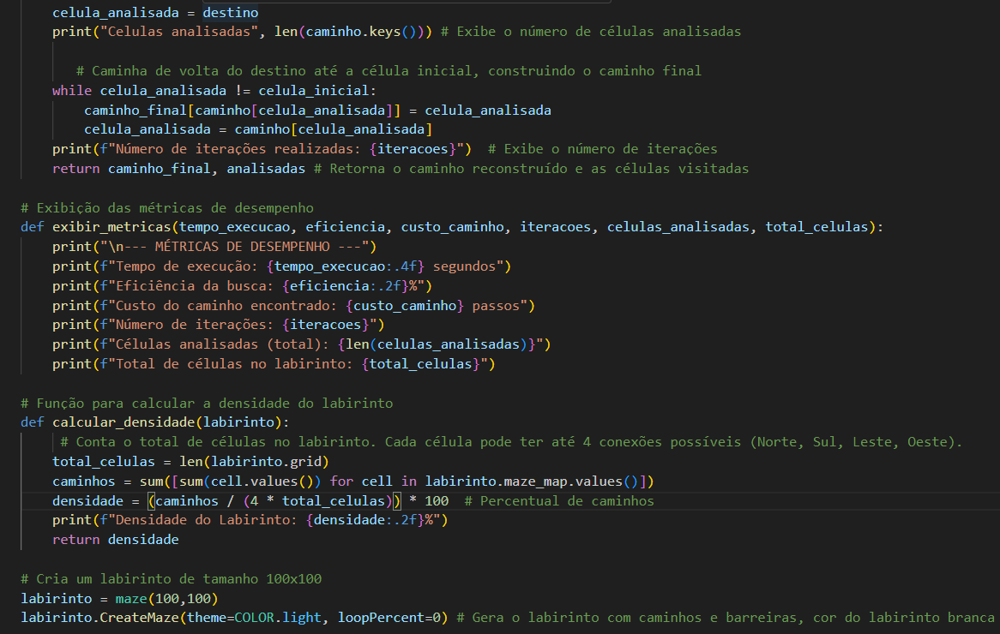 celula_analisada = destino
print("Celulas analisadas", len(caminho.keys())) # Exibe o número de células analisadas
# Caminha de volta do destino até a célula inicial, construindo o caminho final
while celula_analisada != celula_inicial:
caminho_final[caminho[celula_analisada]] = celula_analisada
celula_analisada = caminho[celula_analisada]
print(f"Número de iterações realizadas: {iteracoes}")  # Exibe o número de iterações
return caminho_final, analisadas # Retorna o caminho reconstruído e as células visitadas
# Exibição das métricas de desempenho
def exibir_metricas(tempo_execucao, eficiencia, custo_caminho, iteracoes, celulas_analisadas, total_celulas):
print("\n--- MÉTRICAS DE DESEMPENHO ---")
print(f"Tempo de execução: {tempo_execucao:.4f} segundos")
print(f"Eficiência da busca: {eficiencia:.2f}%")
print(f"Custo do caminho encontrado: {custo_caminho} passos")
print(f"Número de iterações: {iteracoes}")
print(f"Células analisadas (total): {len(celulas_analisadas)}")
print(f"Total de células no labirinto: {total_celulas}")
# Função para calcular a densidade do labirinto
def calcular_densidade(labirinto):
# Conta o total de células no labirinto. Cada célula pode ter até 4 conexões possíveis (Norte, Sul, Leste, Oeste).
total_celulas = len(labirinto.grid)
caminhos = sum([sum(cell.values()) for cell in labirinto.maze_map.values()])
densidade = (caminhos / (4 * total_celulas)) * 100  # Percentual de caminhos
print(f"Densidade do Labirinto: {densidade:.2f}%")
return densidade
# Cria um labirinto de tamanho 100x100
labirinto = maze(100,100)
labirinto.CreateMaze(theme=COLOR.light, loopPercent=0) # Gera o labirinto com caminhos e barreiras, cor do labirinto branca